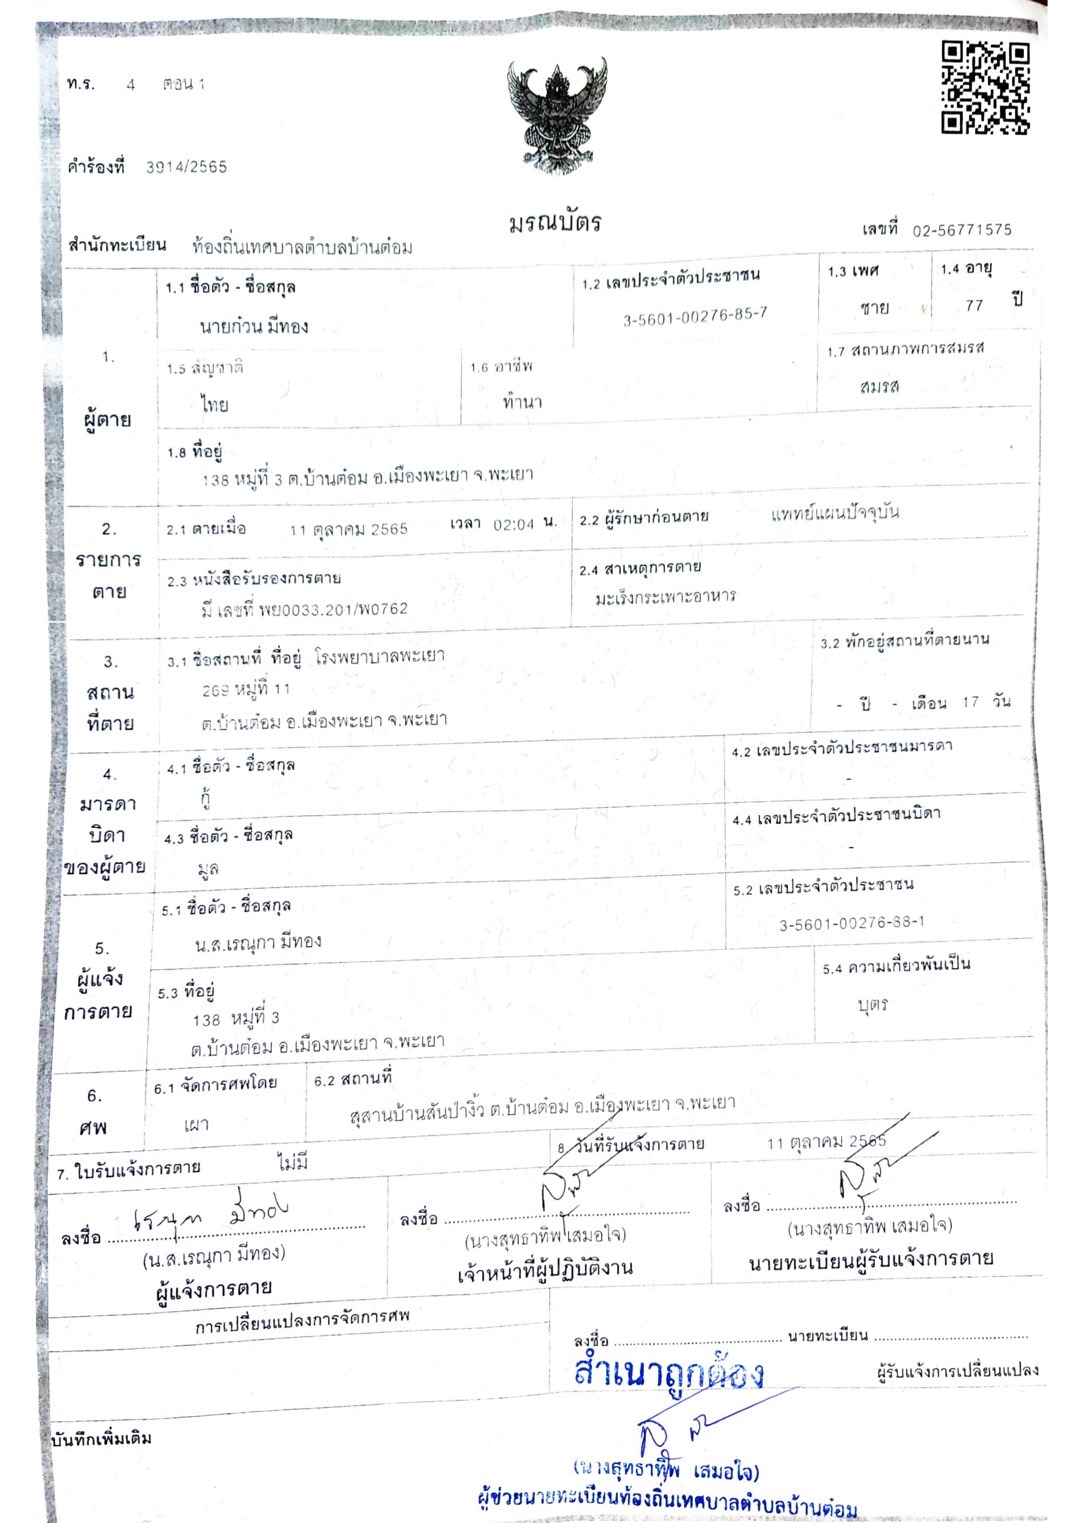 ท.ร. 4 ตอน 1
คำร้องที่ 3914/2565
มรณบัตร
สำนักทะเบียน ท้องถิ่นเทศบาลตำบลบ้านต๋อม
เลขที่ 02-56771575
1.
ผู้ตาย
1.1 ชื่อตัว - ชื่อสกุล
นายก๋วน มีทอง
1.2 เลขประจำตัวประชาชน
3-5601-00276-85-7
1.3 เพศ
ชาย
1.4 อายุ
77 ปี
1.5 สัญชาติ
ไทย
1.6 อาชีพ
ทำนา
1.7 สถานภาพการสมรส
สมรส
1.8 ที่อยู่
138 หมู่ที่ 3 ต.บ้านต๋อม อ.เมืองพะเยา จ.พะเยา
2.
รายการ
ตาย
2.1 ตายเมื่อ 11 ตุลาคม 2565 เวลา 02:04 น.
2.2 ผู้รักษาก่อนตาย แพทย์แผนปัจจุบัน
2.3 หนังสือรับรองการตาย
มี เลขที่ พย0033.201/พ0762
2.4 สาเหตุการตาย
มะเร็งกระเพาะอาหาร
3.
สถาน
ที่ตาย
3.1 ชื่อสถานที่ ที่อยู่ โรงพยาบาลพะเยา
269 หมู่ที่ 11
ต.บ้านต๋อม อ.เมืองพะเยา จ.พะเยา
3.2 พักอยู่สถานที่ตายนาน
- ปี - เดือน 17 วัน
4.
มารดา
บิดา
ของผู้ตาย
4.1 ชื่อตัว - ชื่อสกุล
กู้
4.2 เลขประจำตัวประชาชนมารดา
-
4.3 ชื่อตัว - ชื่อสกุล
มูล
4.4 เลขประจำตัวประชาชนบิดา
-
5.
ผู้แจ้ง
การตาย
5.1 ชื่อตัว - ชื่อสกุล
น.ส.เรณุกา มีทอง
5.2 เลขประจำตัวประชาชน
3-5601-00276-88-1
5.3 ที่อยู่
138 หมู่ที่ 3
ต.บ้านต๋อม อ.เมืองพะเยา จ.พะเยา
5.4 ความเกี่ยวพันเป็น
บุตร
6.
ศพ
6.1 จัดการศพโดย
เผา
6.2 สถานที่
สุสานบ้านสันป่างิ้ว ต.บ้านต๋อม อ.เมืองพะเยา จ.พะเยา
7. ใบรับแจ้งการตาย ไม่มี
8. วันที่รับแจ้งการตาย 11 ตุลาคม 2565
ลงชื่อ เรณุกา มีทอง
(น.ส.เรณุกา มีทอง)
ผู้แจ้งการตาย
ลงชื่อ
(นางสุทธาทิพ เสมอใจ)
เจ้าหน้าที่ผู้ปฏิบัติงาน
ลงชื่อ
(นางสุทธาทิพ เสมอใจ)
นายทะเบียนผู้รับแจ้งการตาย
การเปลี่ยนแปลงการจัดการศพ
ลงชื่อ นายทะเบียน
ผู้รับแจ้งการเปลี่ยนแปลง
สำเนาถูกต้อง
บันทึกเพิ่มเติม
(นางสุทธาทิพ เสมอใจ)
ผู้ช่วยนายทะเบียนท้องถิ่นเทศบาลตำบลบ้านต๋อม